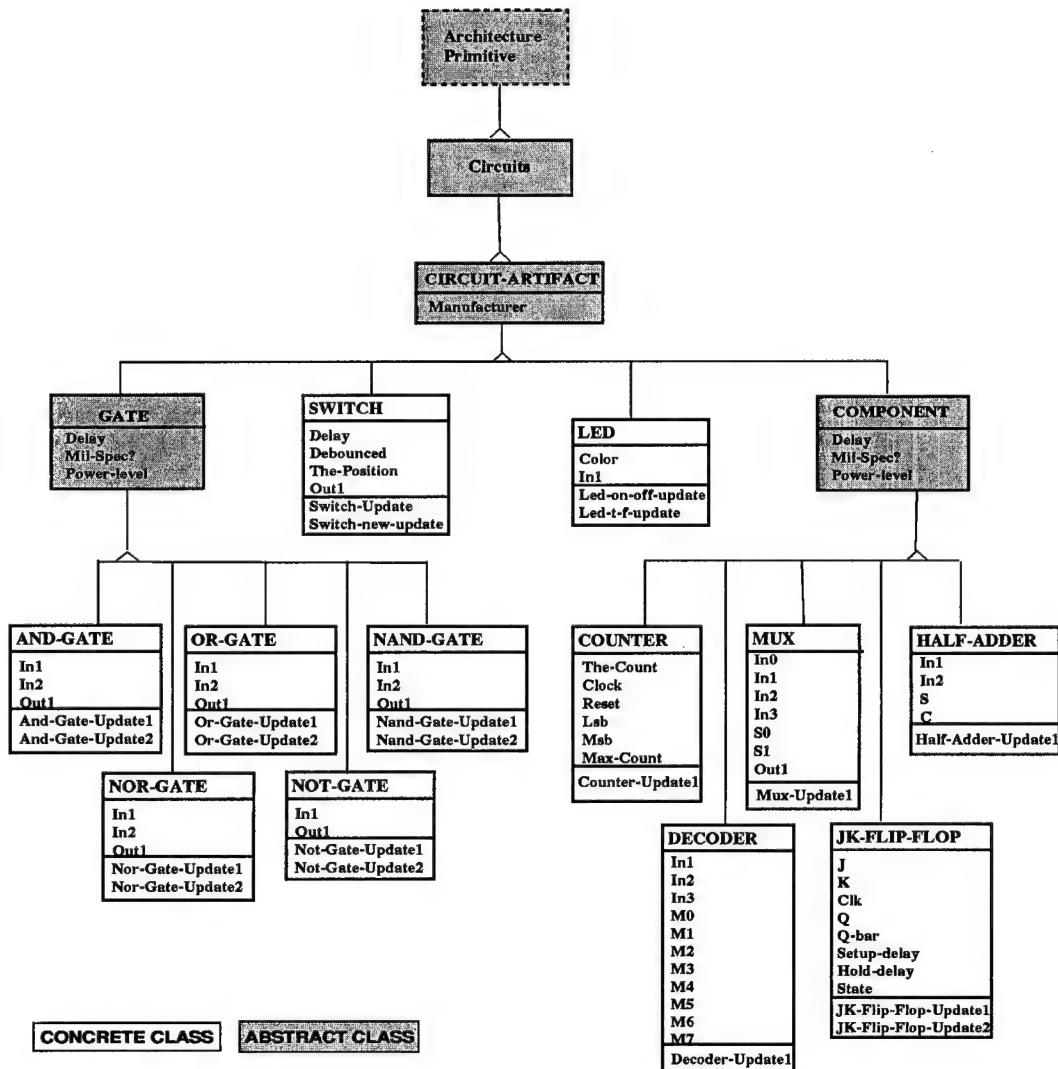 Architecture
Primitive
Circuits
CIRCUIT-ARTIFACT
Manufacturer
GATE
Delay
Mil-Spec?
Power-level
SWITCH
Delay
Debounced
The-Position
Out1
Switch-Update
Switch-new-update
LED
Color
In1
Led-on-off-update
Led-t-f-update
COMPONENT
Delay
Mil-Spec?
Power-level
AND-GATE
In1
In2
Out1
And-Gate-Update1
And-Gate-Update2
OR-GATE
In1
In2
Out1
Or-Gate-Update1
Or-Gate-Update2
NAND-GATE
In1
In2
Out1
Nand-Gate-Update1
Nand-Gate-Update2
NOR-GATE
In1
In2
Out1
Nor-Gate-Update1
Nor-Gate-Update2
NOT-GATE
In1
Out1
Not-Gate-Update1
Not-Gate-Update2
COUNTER
The-Count
Clock
Reset
Lsb
Msb
Max-Count
Counter-Update1
MUX
In0
In1
In2
In3
S0
S1
Out1
Mux-Update1
HALF-ADDER
In1
In2
S
C
Half-Adder-Update1
DECODER
In1
In2
In3
M0
M1
M2
M3
M4
M5
M6
M7
Decoder-Update1
JK-FLIP-FLOP
J
K
Clk
Q
Q-bar
Setup-delay
Hold-delay
State
JK-Flip-Flop-Update1
JK-Flip-Flop-Update2
CONCRETE CLASS
ABSTRACT CLASS